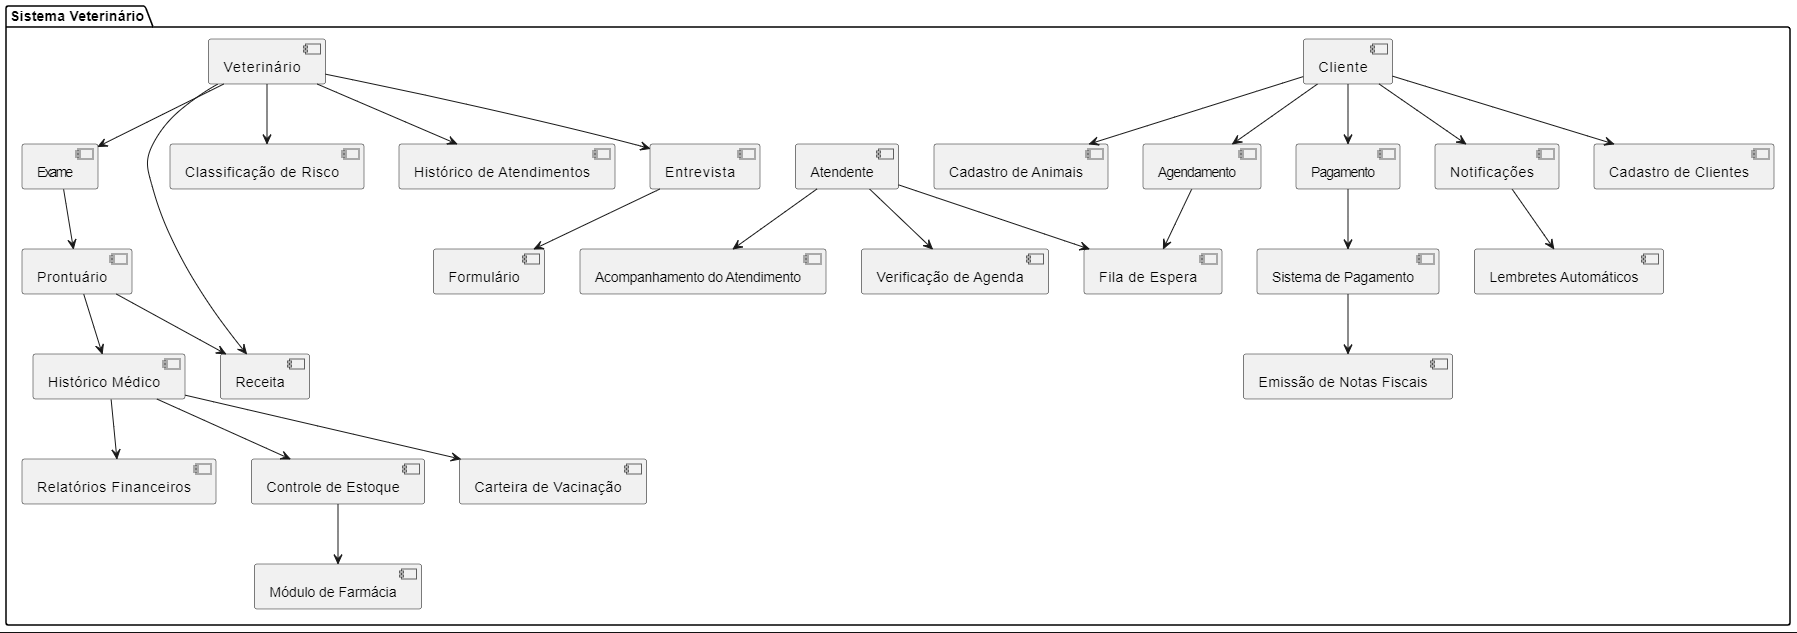 Sistema Veterinário
Veterinário
Cliente
Exame
Classificação de Risco
Histórico de Atendimentos
Entrevista
Atendente
Cadastro de Animais
Agendamento
Pagamento
Notificações
Cadastro de Clientes
Prontuário
Formulário
Acompanhamento do Atendimento
Verificação de Agenda
Fila de Espera
Sistema de Pagamento
Lembretes Automáticos
Histórico Médico
Receita
Emissão de Notas Fiscais
Relatórios Financeiros
Controle de Estoque
Carteira de Vacinação
Módulo de Farmácia